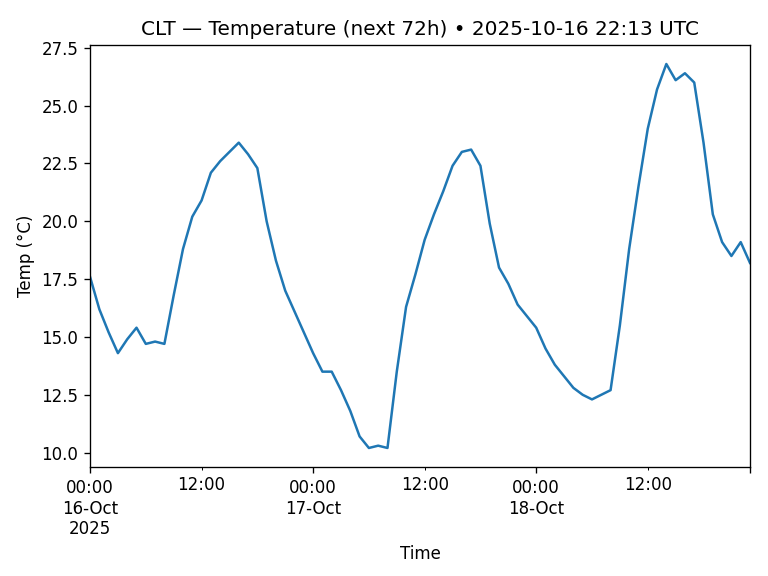 CLT — Temperature (next 72h) • 2025-10-16 22:13 UTC
27.5
25.0
22.5
20.0
17.5
15.0
12.5
10.0
Temp (°C)
00:00 12:00 00:00 12:00 00:00 12:00
16-Oct 17-Oct 18-Oct
2025
Time